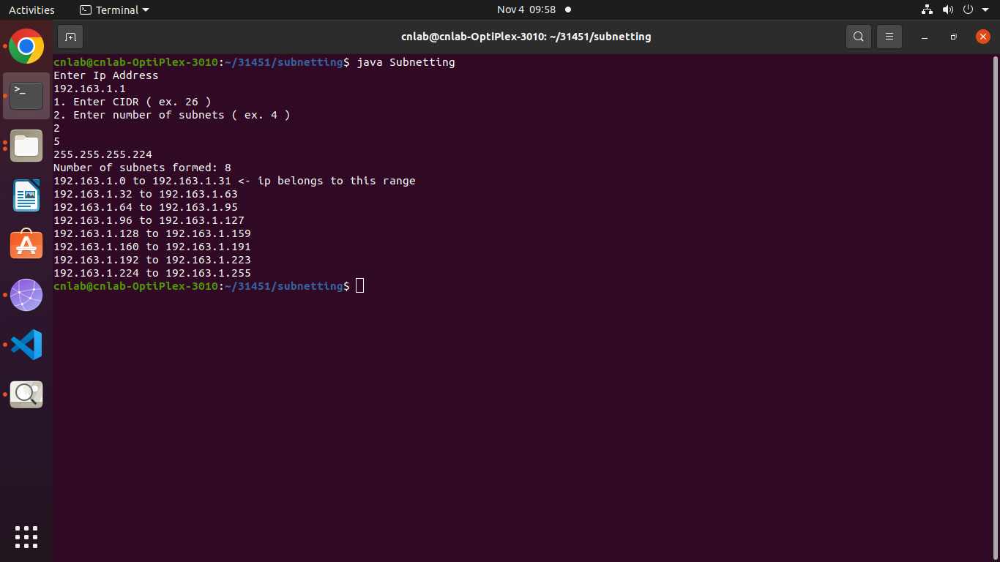 Activities Terminal Nov 4 09:58
cnlab@cnlab-OptiPlex-3010: ~/31451/subnetting
cnlab@cnlab-OptiPlex-3010:~/31451/subnetting$ java Subnetting
Enter Ip Address
192.163.1.1
1. Enter CIDR ( ex. 26 )
2. Enter number of subnets ( ex. 4 )
2
5
255.255.255.224
Number of subnets formed: 8
192.163.1.0 to 192.163.1.31 <- ip belongs to this range
192.163.1.32 to 192.163.1.63
192.163.1.64 to 192.163.1.95
192.163.1.96 to 192.163.1.127
192.163.1.128 to 192.163.1.159
192.163.1.160 to 192.163.1.191
192.163.1.192 to 192.163.1.223
192.163.1.224 to 192.163.1.255
cnlab@cnlab-OptiPlex-3010:~/31451/subnetting$